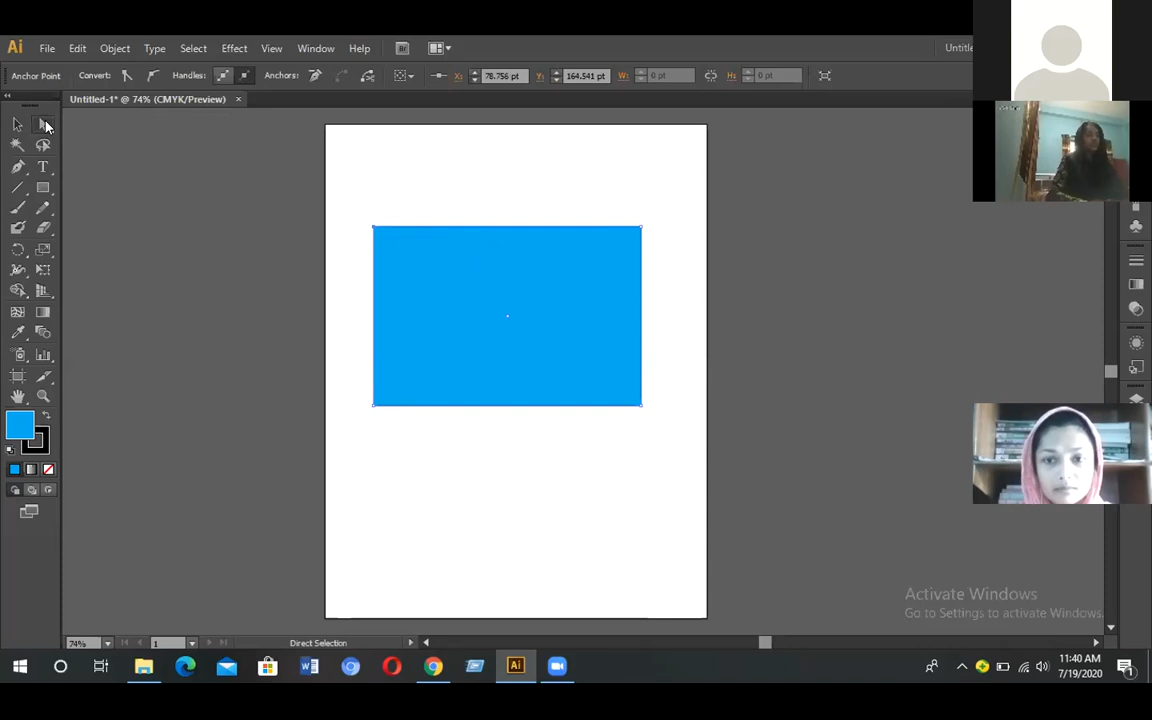 Ai File Edit Object Type Select Effect View Window Help Br
Anchor Point Convert: Handles: Anchors: X: 78.756 pt Y: 164.541 pt W: 0 pt H: 0 pt
Untitled-1* @ 74% (CMYK/Preview) ×
T
Activate Windows
Go to Settings to activate Windows.
74% 1 Direct Selection
11:40 AM
7/19/2020